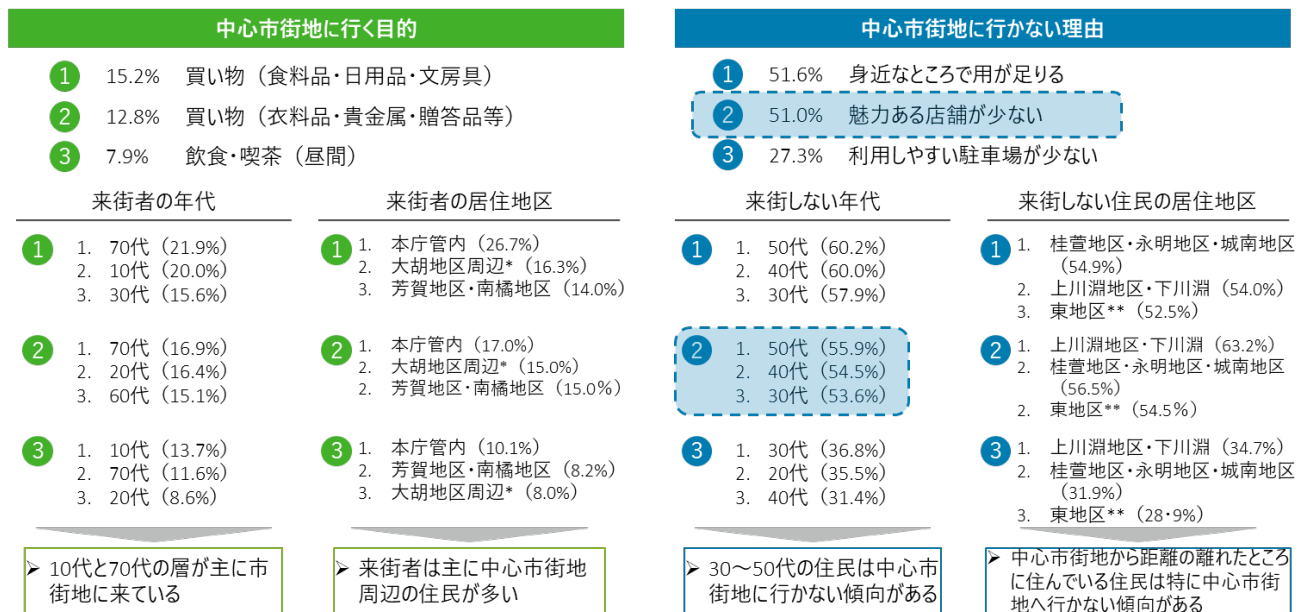 中心市街地に行く目的
1 15.2% 買い物（食料品・日用品・文房具）
2 12.8% 買い物（衣料品・貴金属・贈答品等）
3 7.9% 飲食・喫茶（昼間）
来街者の年代
1
1. 70代（21.9%）
2. 10代（20.0%）
3. 30代（15.6%）
2
1. 70代（16.9%）
2. 20代（16.4%）
3. 60代（15.1%）
3
1. 10代（13.7%）
2. 70代（11.6%）
3. 20代（8.6%）
➢ 10代と70代の層が主に市
街地に来ている
来街者の居住地区
1
1. 本庁管内（26.7%）
2. 大胡地区周辺*（16.3%）
3. 芳賀地区・南橘地区（14.0%）
2
1. 本庁管内（17.0%）
2. 大胡地区周辺*（15.0%）
2. 芳賀地区・南橘地区（15.0%）
3
1. 本庁管内（10.1%）
2. 芳賀地区・南橘地区（8.2%）
3. 大胡地区周辺*（8.0%）
➢ 来街者は主に中心市街地
周辺の住民が多い
中心市街地に行かない理由
1 51.6% 身近なところで用が足りる
2 51.0% 魅力ある店舗が少ない
3 27.3% 利用しやすい駐車場が少ない
来街しない年代
1
1. 50代（60.2%）
2. 40代（60.0%）
3. 30代（57.9%）
2
1. 50代（55.9%）
2. 40代（54.5%）
3. 30代（53.6%）
3
1. 30代（36.8%）
2. 20代（35.5%）
3. 40代（31.4%）
➢ 30～50代の住民は中心市
街地に行かない傾向がある
来街しない住民の居住地区
1
1. 桂萱地区・永明地区・城南地区
（54.9%）
2. 上川淵地区・下川淵（54.0%）
3. 東地区**（52.5%）
2
1. 上川淵地区・下川淵（63.2%）
2. 桂萱地区・永明地区・城南地区
（56.5%）
2. 東地区**（54.5%）
3
1. 上川淵地区・下川淵（34.7%）
2. 桂萱地区・永明地区・城南地区
（31.9%）
3. 東地区**（28・9%）
➢ 中心市街地から距離の離れたところ
に住んでいる住民は特に中心市街
地へ行かない傾向がある